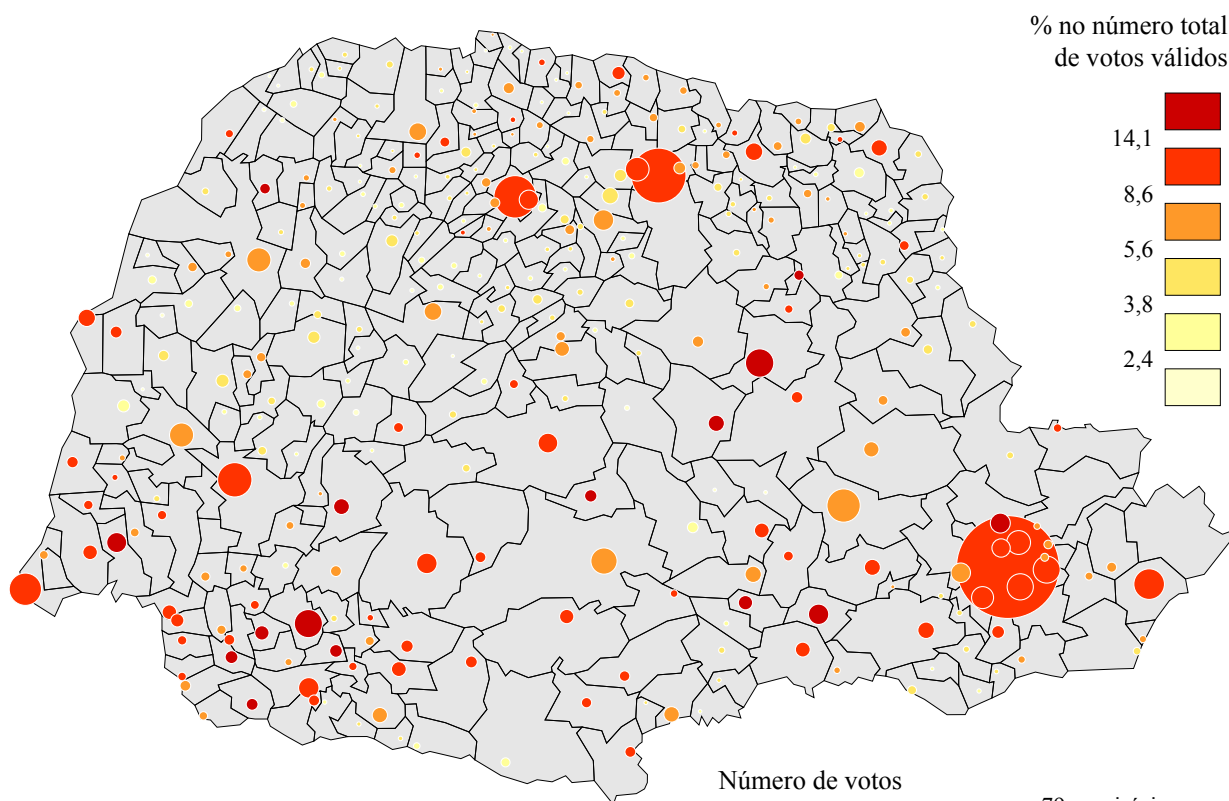 % no número total
de votos válidos
14,1
8,6
5,6
3,8
2,4
Número de votos